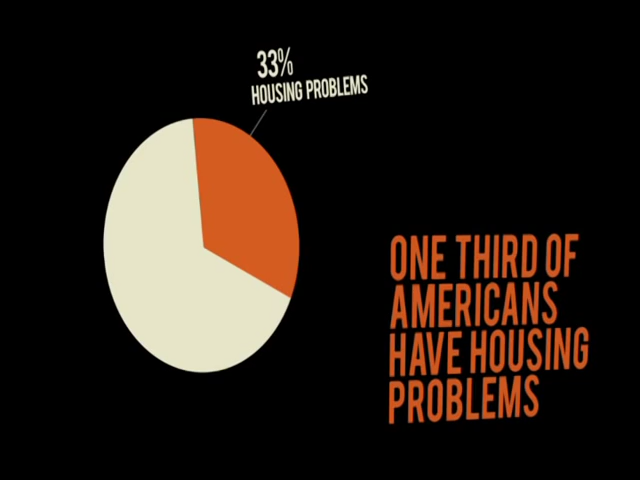 33%
HOUSING PROBLEMS
ONE THIRD OF
AMERICANS
HAVE HOUSING
PROBLEMS